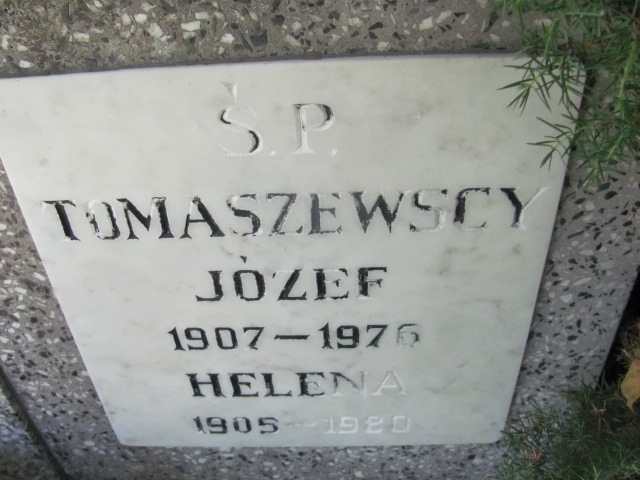 Ś.P.
TOMASZEWSCY
JÓZEF
1907-1976
HELENA
1905-1980